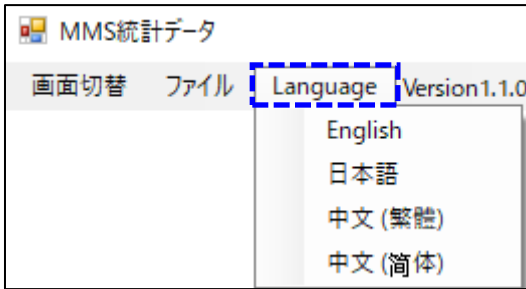 MMS統計データ
画面切替 ファイル Language Version1.1.0
English
日本語
中文 (繁體)
中文 (简体)